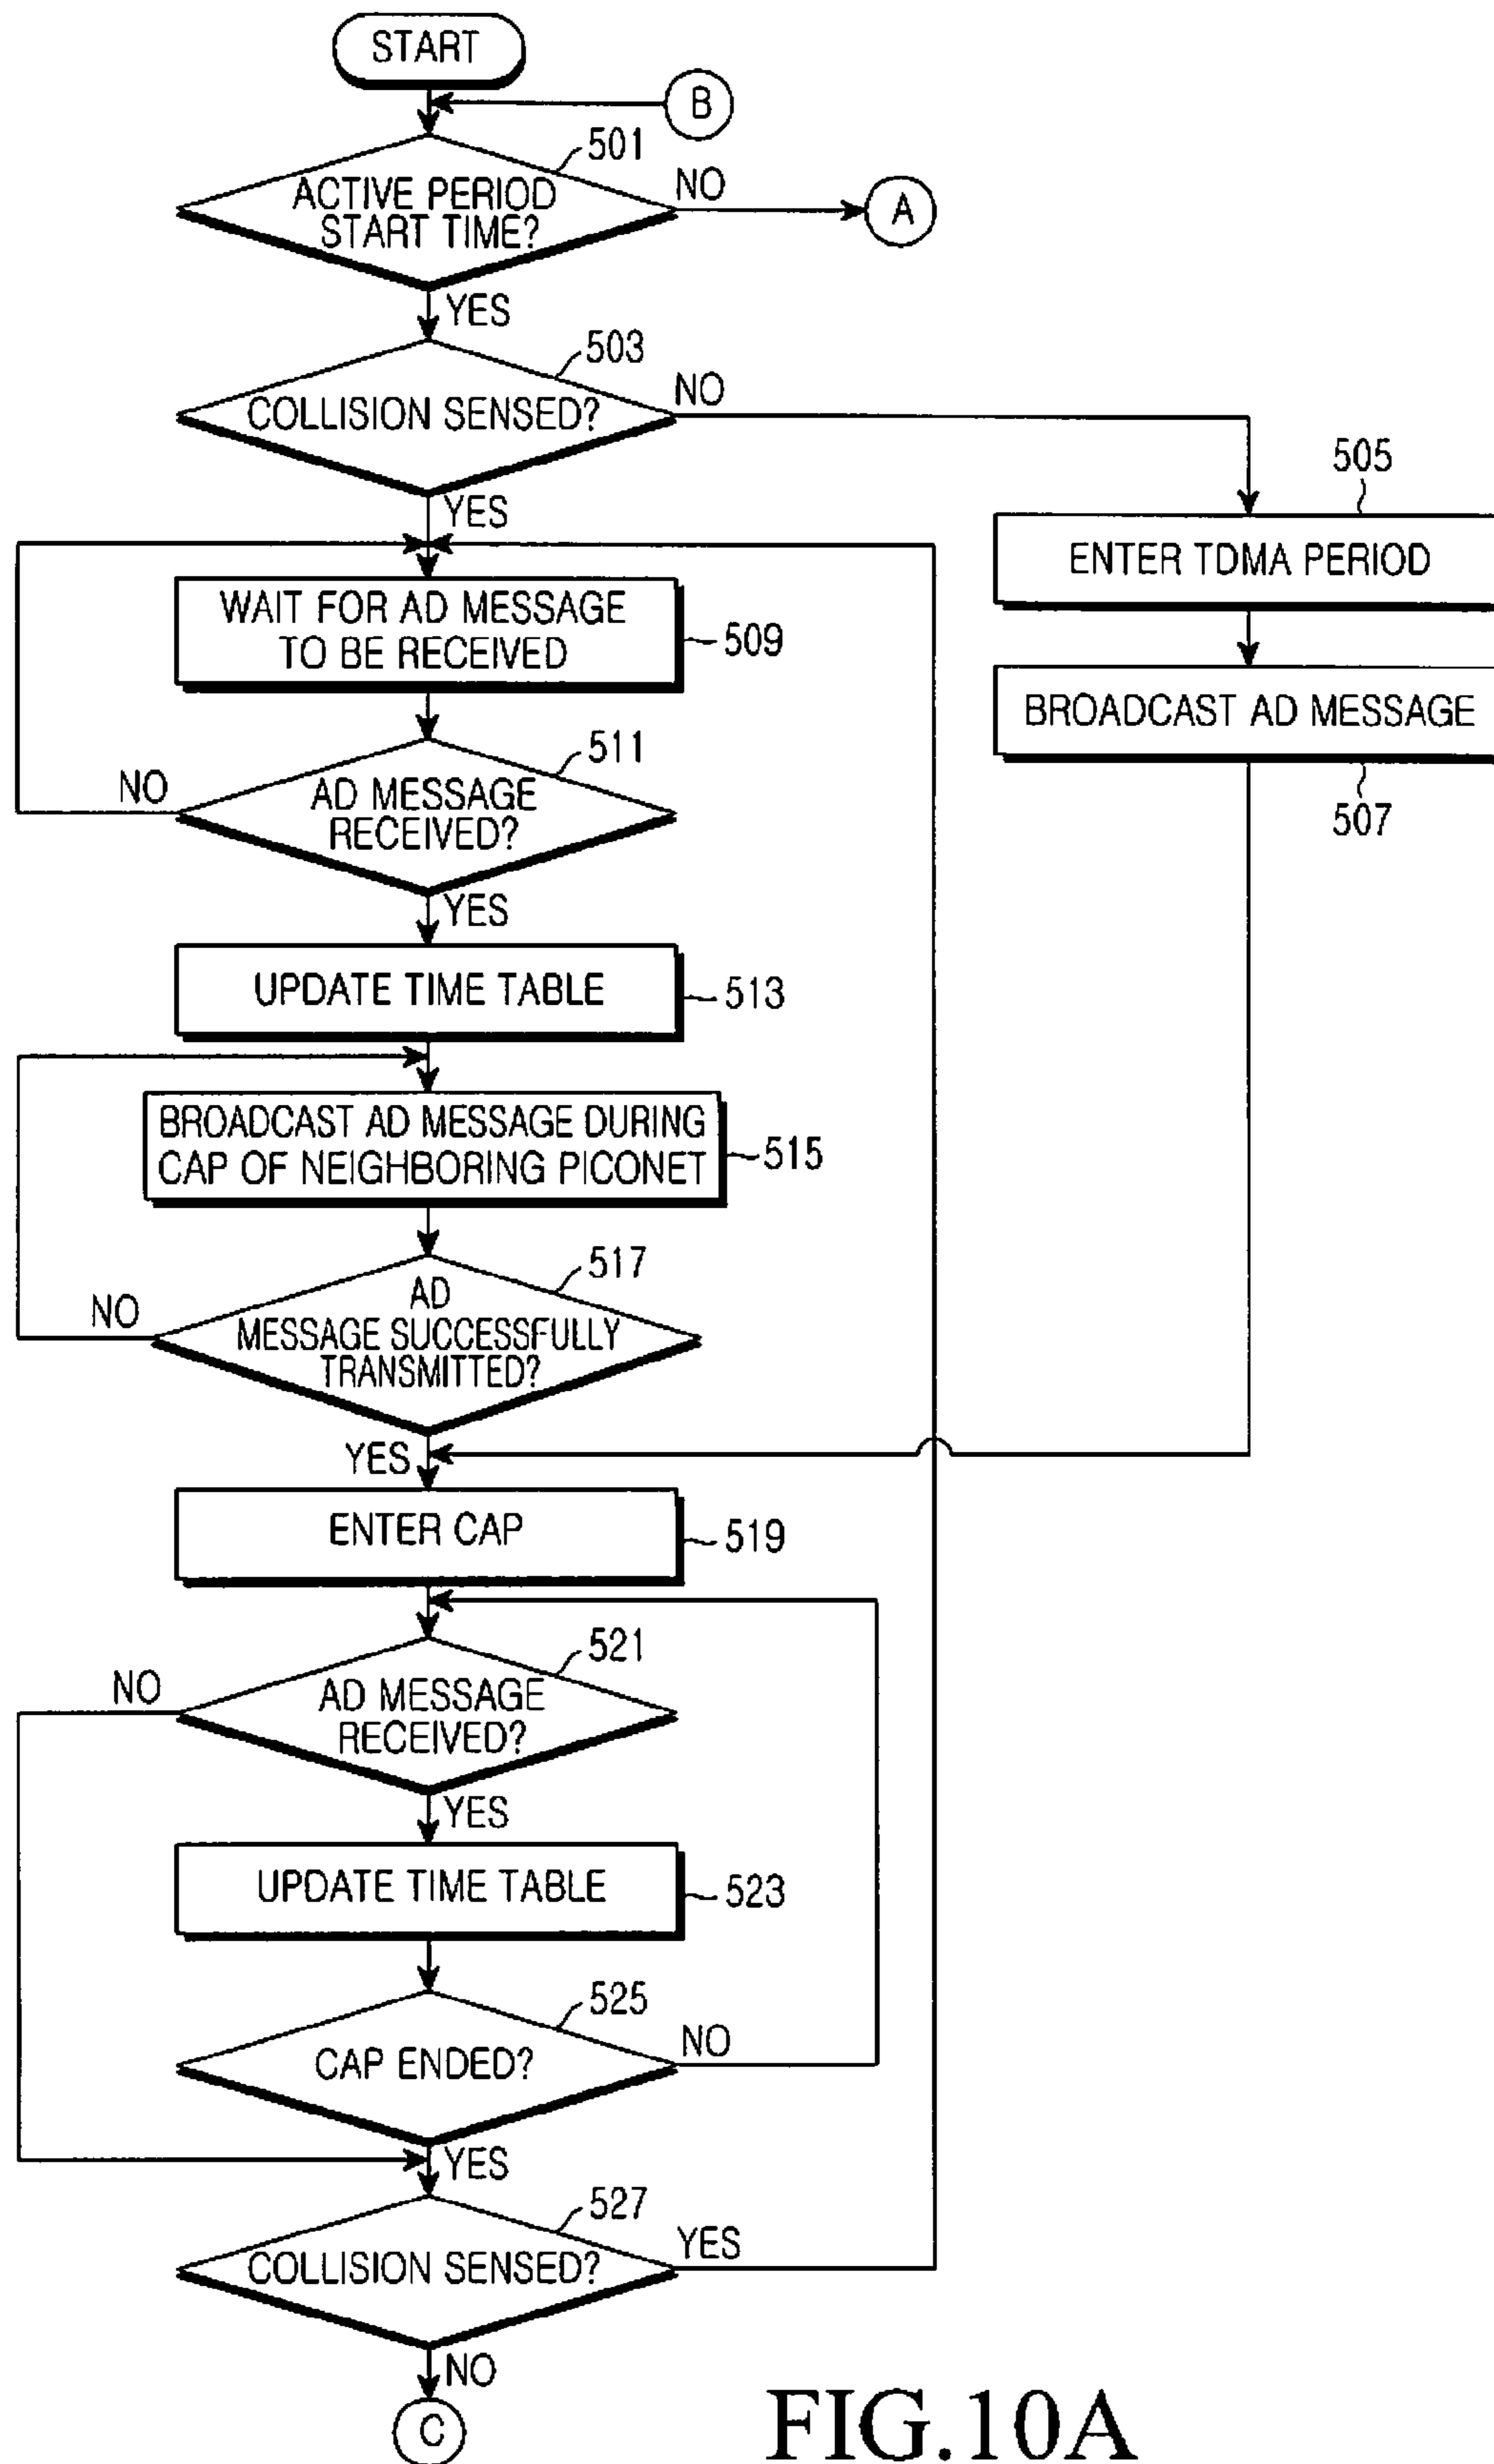 START
B
501
ACTIVE PERIOD
START TIME?
NO
A
YES
503
COLLISION SENSED?
NO
YES
505
ENTER TDMA PERIOD
WAIT FOR AD MESSAGE
TO BE RECEIVED
509
BROADCAST AD MESSAGE
507
511
AD MESSAGE
RECEIVED?
NO
YES
UPDATE TIME TABLE
513
BROADCAST AD MESSAGE DURING
CAP OF NEIGHBORING PICONET
515
517
AD
MESSAGE SUCCESSFULLY
TRANSMITTED?
NO
YES
ENTER CAP
519
521
AD MESSAGE
RECEIVED?
NO
YES
UPDATE TIME TABLE
523
525
CAP ENDED?
NO
YES
527
COLLISION SENSED?
YES
NO
C
FIG.10A